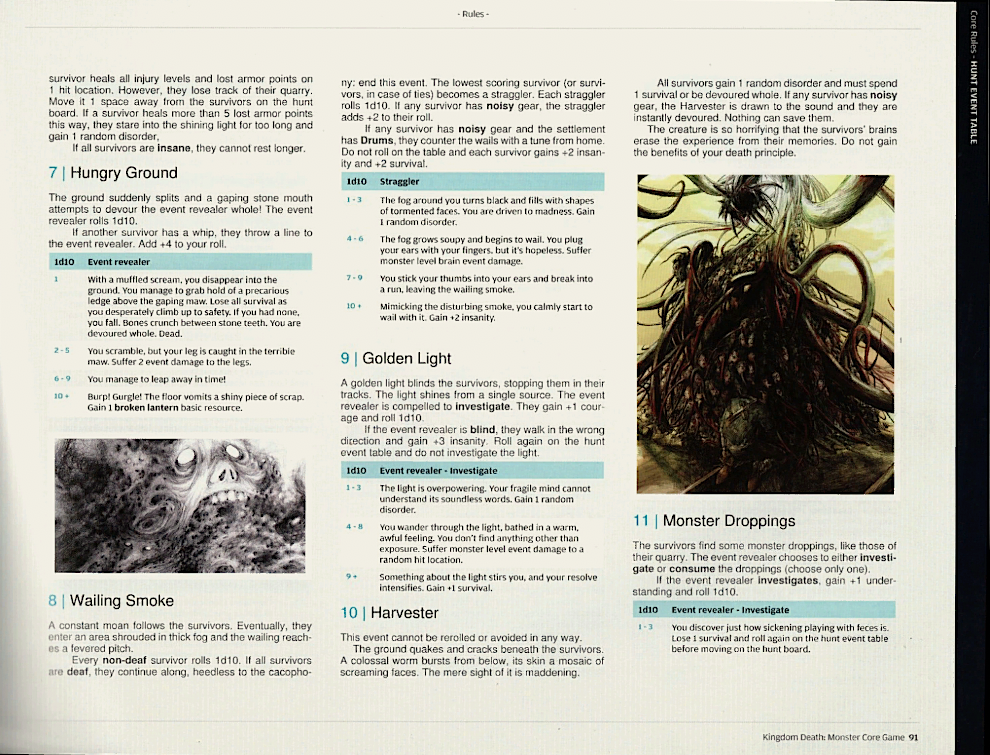 - Rules -
survivor heals all injury levels and lost armor points on
1 hit location. However, they lose track of their quarry.
Move it 1 space away from the survivors on the hunt
board. If a survivor heals more than 5 lost armor points
this way, they stare into the shining light for too long and
gain 1 random disorder.
If all survivors are insane, they cannot rest longer.
7 | Hungry Ground
The ground suddenly splits and a gaping stone mouth
attempts to devour the event revealer whole! The event
revealer rolls 1d10.
If another survivor has a whip, they throw a line to
the event revealer. Add +4 to your roll.
1d10 Event revealer
1 With a muffled scream, you disappear into the
ground. You manage to grab hold of a precarious
ledge above the gaping maw. Lose all survival as
you desperately climb up to safety. If you had none,
you fall. Bones crunch between stone teeth. You are
devoured whole. Dead.
2 - 5 You scramble, but your leg is caught in the terrible
maw. Suffer 2 event damage to the legs.
6 - 9 You manage to leap away in time!
10 + Burp! Gurgle! The floor vomits a shiny piece of scrap.
Gain 1 broken lantern basic resource.
8 | Wailing Smoke
A constant moan follows the survivors. Eventually, they
enter an area shrouded in thick fog and the wailing reach-
es a fevered pitch.
Every non-deaf survivor rolls 1d10. If all survivors
are deaf, they continue along, heedless to the cacopho-
ny: end this event. The lowest scoring survivor (or survi-
vors, in case of ties) becomes a straggler. Each straggler
rolls 1d10. If any survivor has noisy gear, the straggler
adds +2 to their roll.
If any survivor has noisy gear and the settlement
has Drums, they counter the wails with a tune from home.
Do not roll on the table and each survivor gains +2 insan-
ity and +2 survival.
1d10 Straggler
1 - 3 The fog around you turns black and fills with shapes
of tormented faces. You are driven to madness. Gain
1 random disorder.
4 - 6 The fog grows soupy and begins to wail. You plug
your ears with your fingers, but it's hopeless. Suffer
monster level brain event damage.
7 - 9 You stick your thumbs into your ears and break into
a run, leaving the wailing smoke.
10 + Mimicking the disturbing smoke, you calmly start to
wail with it. Gain +2 insanity.
9 | Golden Light
A golden light blinds the survivors, stopping them in their
tracks. The light shines from a single source. The event
revealer is compelled to investigate. They gain +1 cour-
age and roll 1d10.
If the event revealer is blind, they walk in the wrong
direction and gain +3 insanity. Roll again on the hunt
event table and do not investigate the light.
1d10 Event revealer - Investigate
1 - 3 The light is overpowering. Your fragile mind cannot
understand its soundless words. Gain 1 random
disorder.
4 - 8 You wander through the light, bathed in a warm,
awful feeling. You don't find anything other than
exposure. Suffer monster level event damage to a
random hit location.
9 + Something about the light stirs you, and your resolve
intensifies. Gain +1 survival.
10 | Harvester
This event cannot be rerolled or avoided in any way.
The ground quakes and cracks beneath the survivors.
A colossal worm bursts from below, its skin a mosaic of
screaming faces. The mere sight of it is maddening.
All survivors gain 1 random disorder and must spend
1 survival or be devoured whole. If any survivor has noisy
gear, the Harvester is drawn to the sound and they are
instantly devoured. Nothing can save them.
The creature is so horrifying that the survivors' brains
erase the experience from their memories. Do not gain
the benefits of your death principle.
11 | Monster Droppings
The survivors find some monster droppings, like those of
their quarry. The event revealer chooses to either investi-
gate or consume the droppings (choose only one).
If the event revealer investigates, gain +1 under-
standing and roll 1d10.
1d10 Event revealer - Investigate
1 - 3 You discover just how sickening playing with feces is.
Lose 1 survival and roll again on the hunt event table
before moving on the hunt board.
Core Rules - HUNT EVENT TABLE
Kingdom Death: Monster Core Game 91